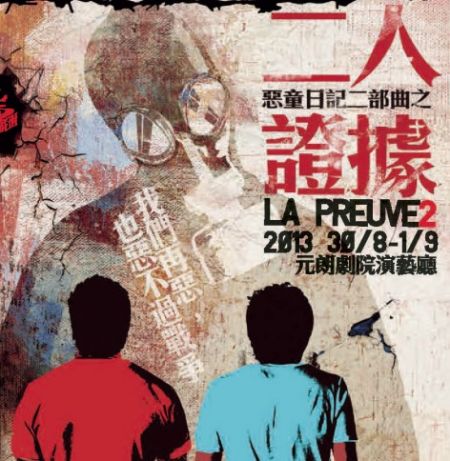 二人
惡童日記二部曲之
證據
LA PREUVE2
2013 30/8-1/9
元朗劇院演藝廳
我們再惡,
也惡不過戰爭